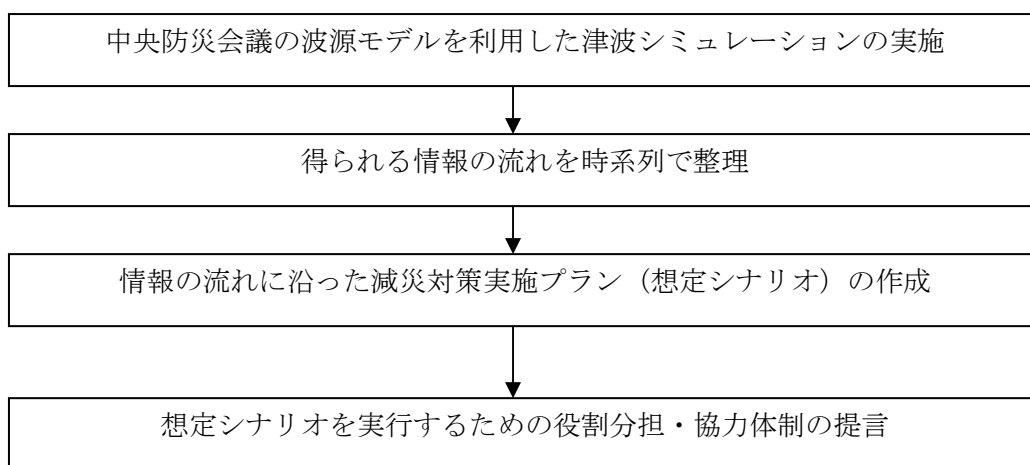 中央防災会議の波源モデルを利用した津波シミュレーションの実施
得られる情報の流れを時系列で整理
情報の流れに沿った減災対策実施プラン（想定シナリオ）の作成
想定シナリオを実行するための役割分担・協力体制の提言